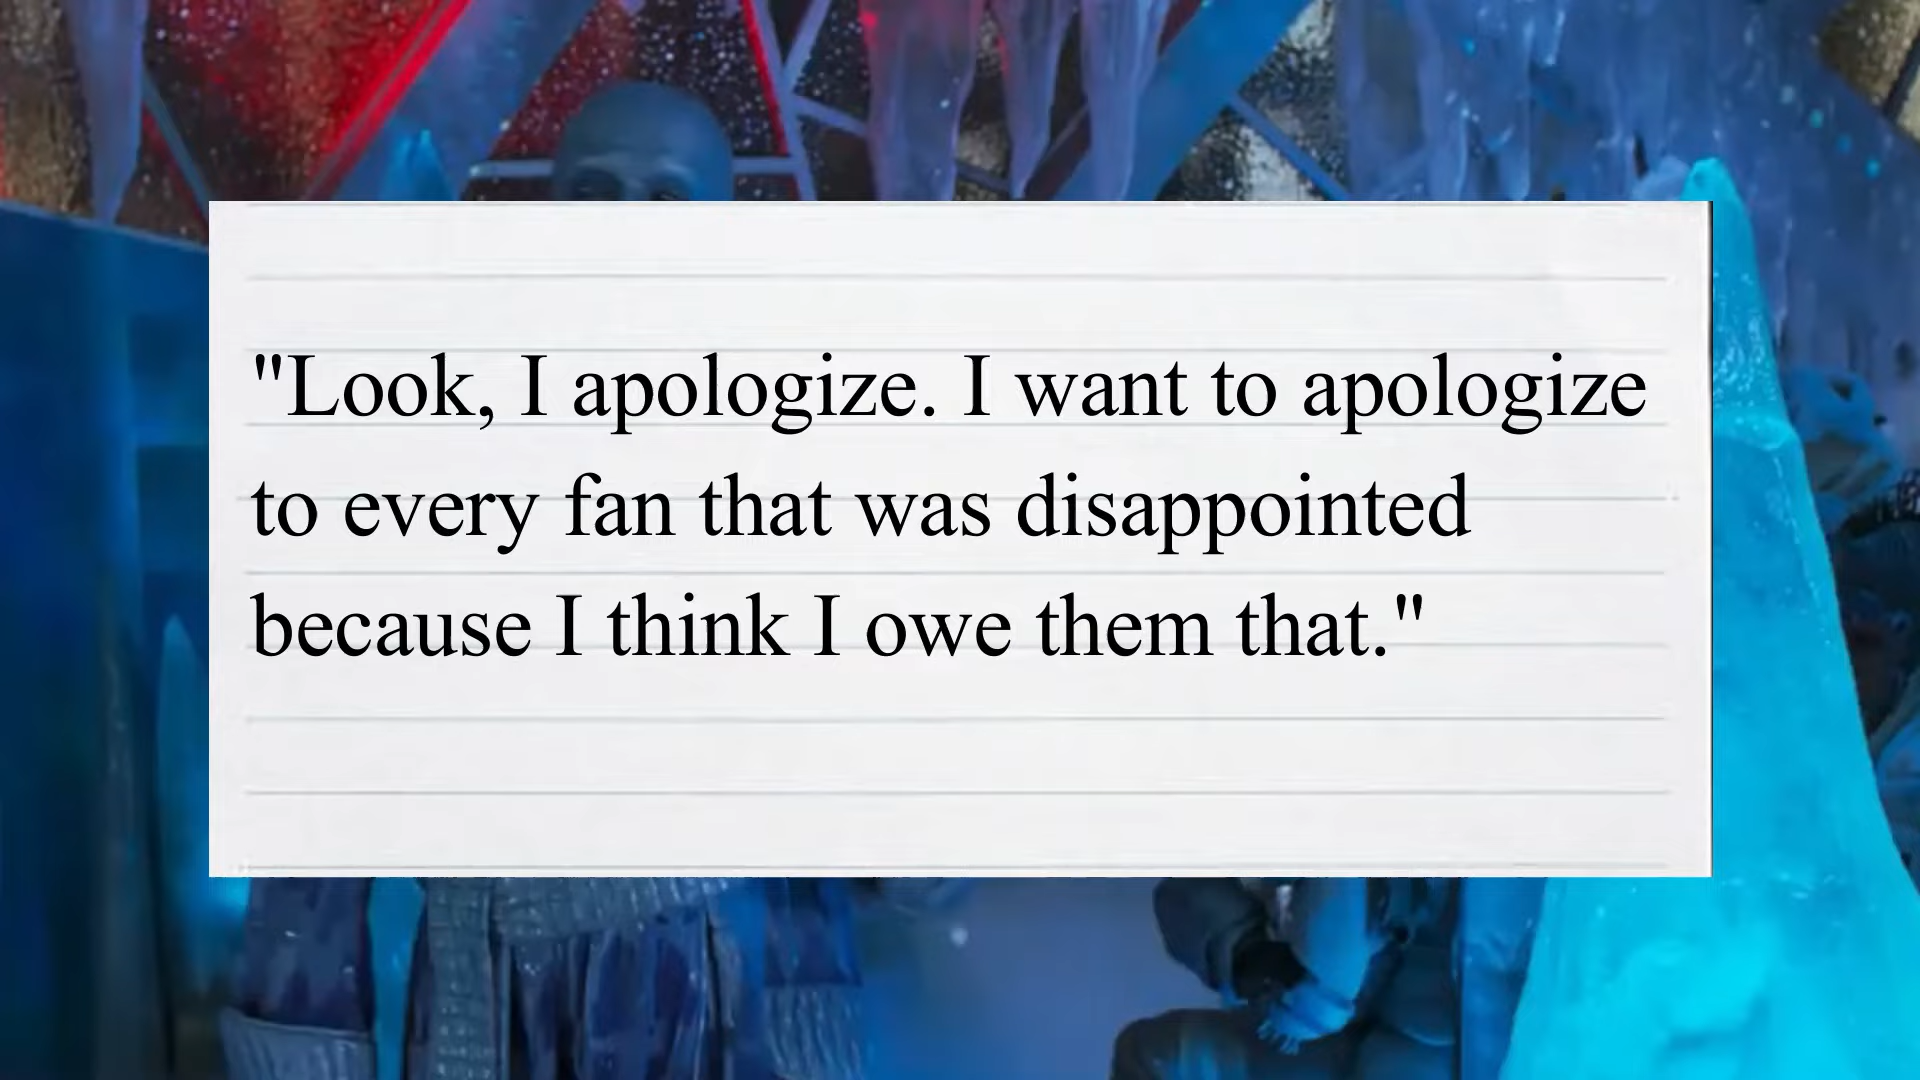 "Look, I apologize. I want to apologize
to every fan that was disappointed
because I think I owe them that."